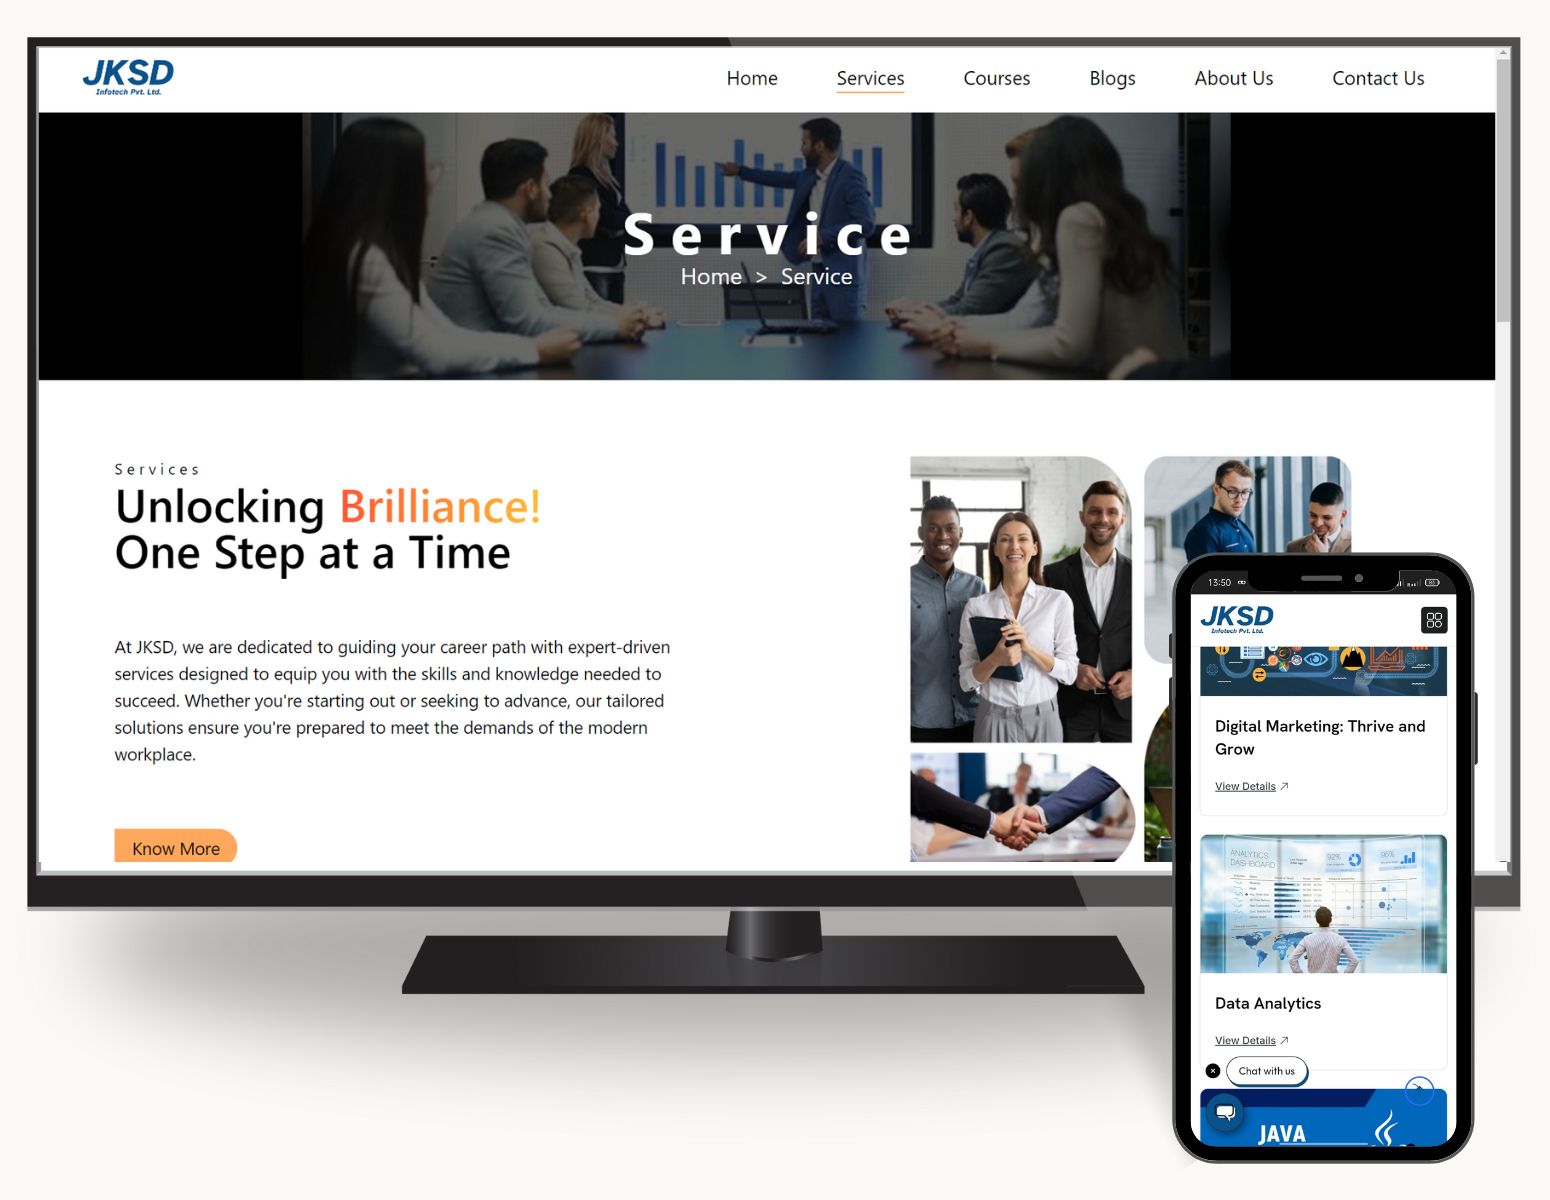 JKSD
Infotech Pvt. Ltd.
Home Services Courses Blogs About Us Contact Us
Service
Home > Service
Services
Unlocking Brilliance!
One Step at a Time
At JKSD, we are dedicated to guiding your career path with expert-driven
services designed to equip you with the skills and knowledge needed to
succeed. Whether you're starting out or seeking to advance, our tailored
solutions ensure you're prepared to meet the demands of the modern
workplace.
Know More
13:50
JKSD
Infotech Pvt. Ltd.
Digital Marketing: Thrive and
Grow
View Details
ANALYTICS
DASHBOARD
92%
96%
Data Analytics
View Details
Chat with us
JAVA